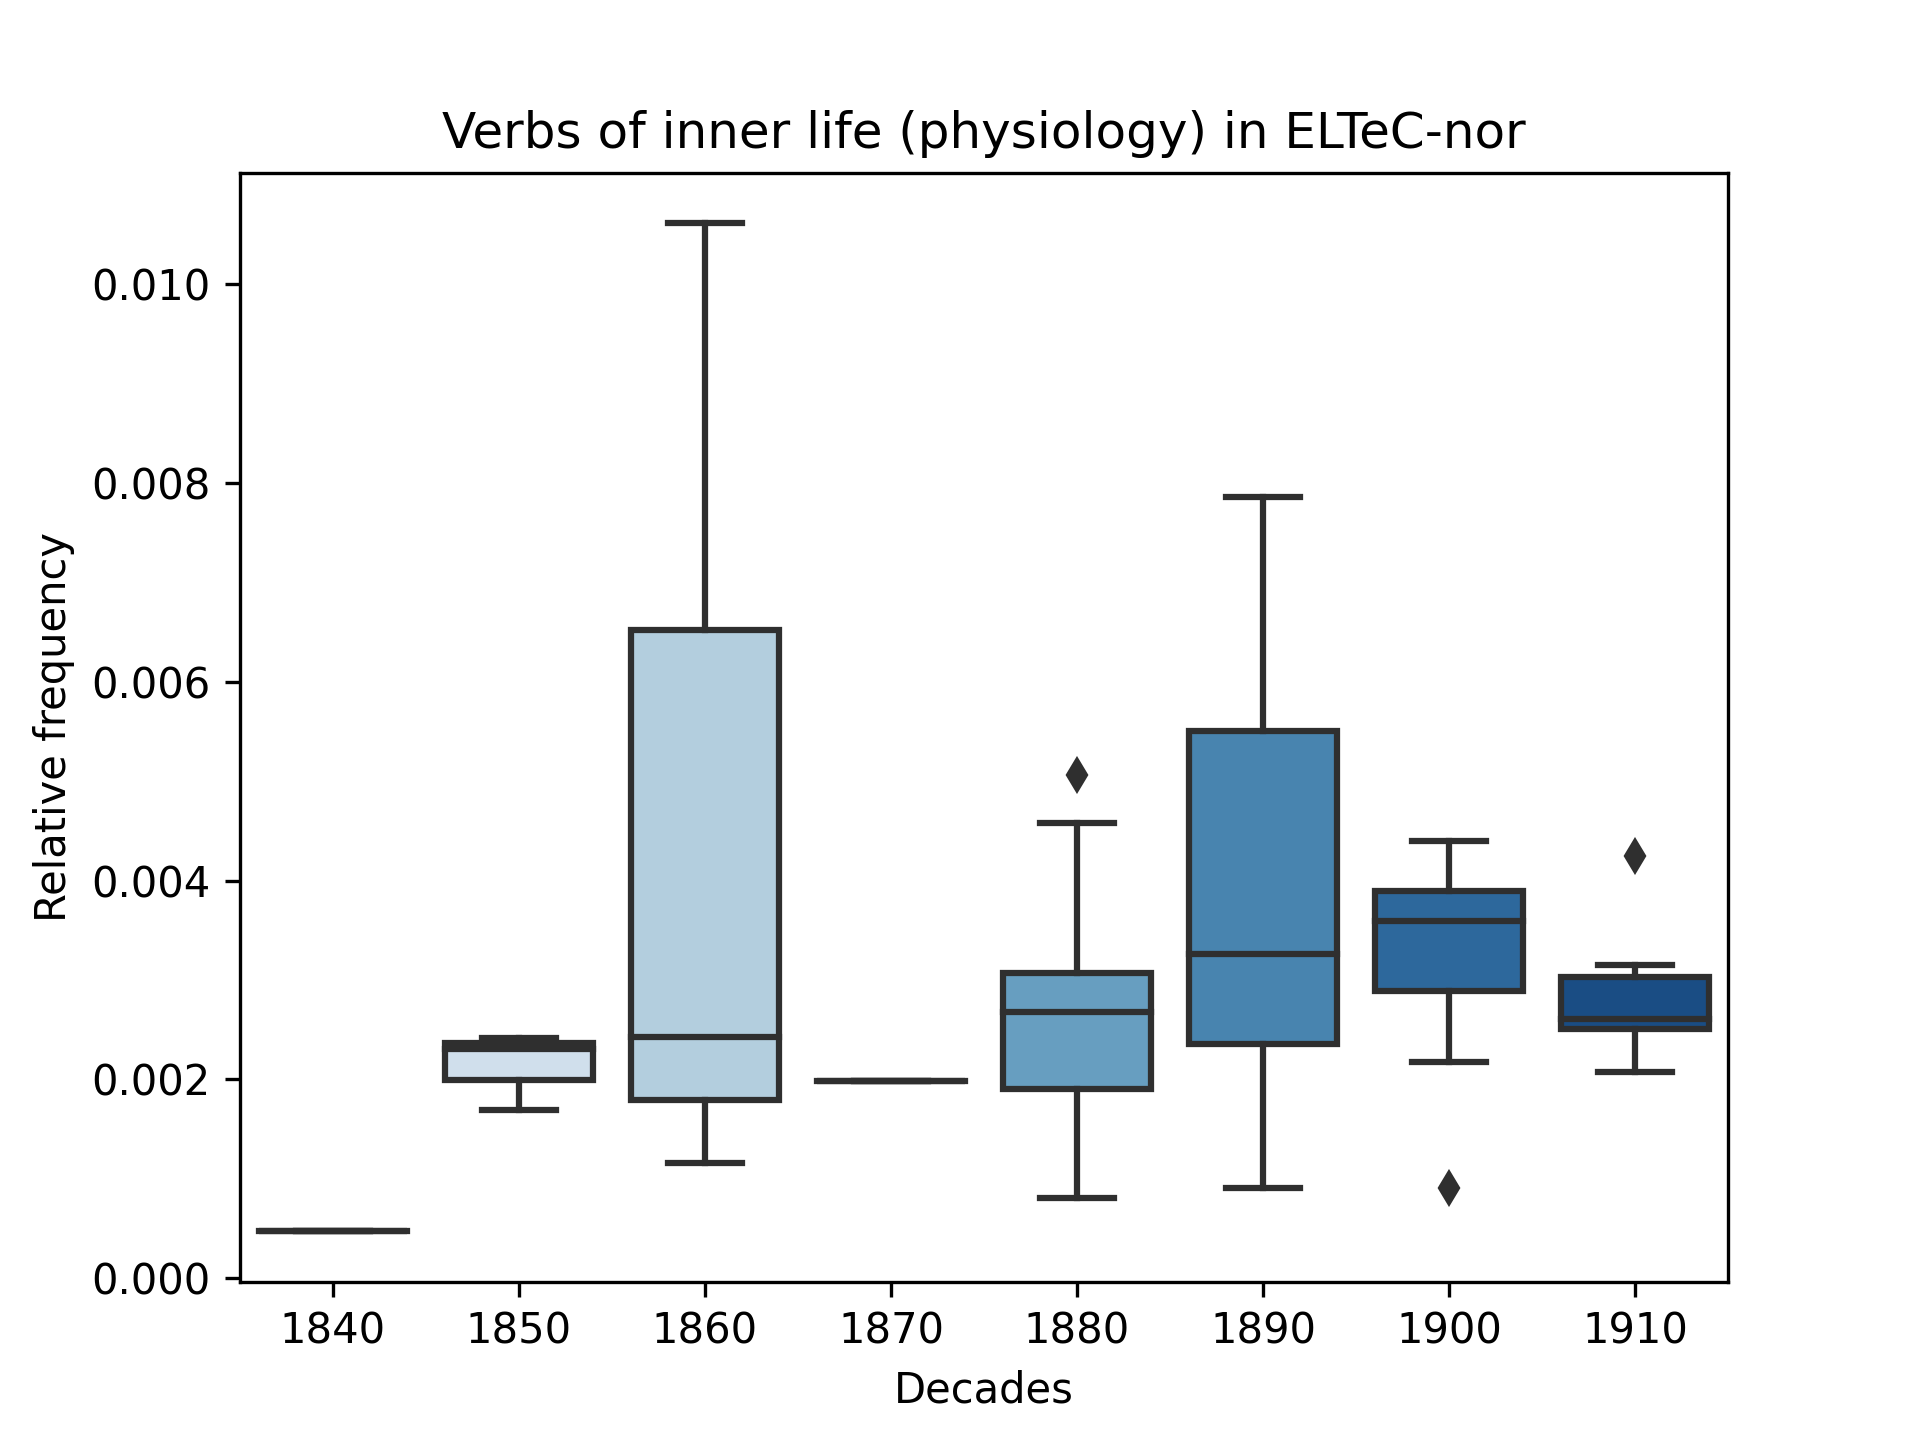 Verbs of inner life (physiology) in ELTeC-nor
0.010
0.008
0.006
0.004
0.002
0.000
Relative frequency
1840 1850 1860 1870 1880 1890 1900 1910
Decades